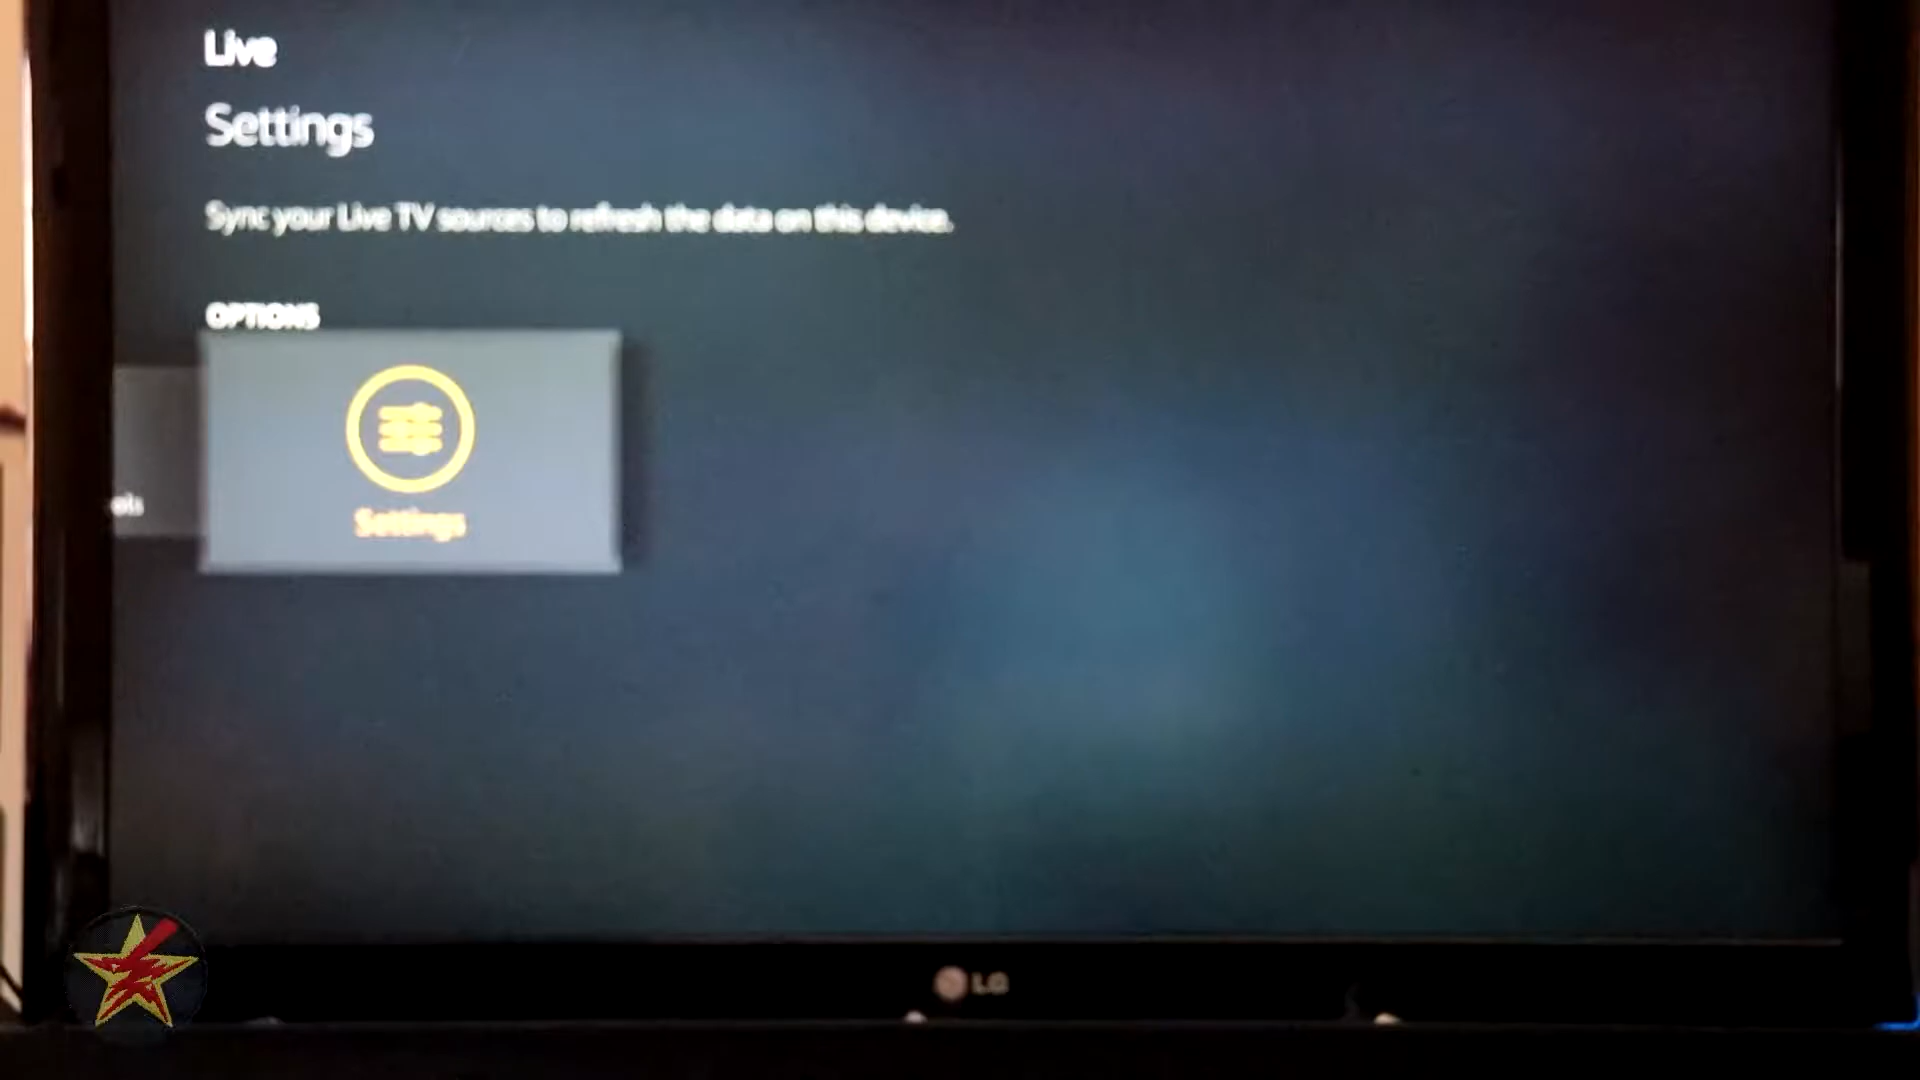 Live
Settings
Sync your Live TV sources to refresh the data on this device.
OPTIONS
Settings
LG